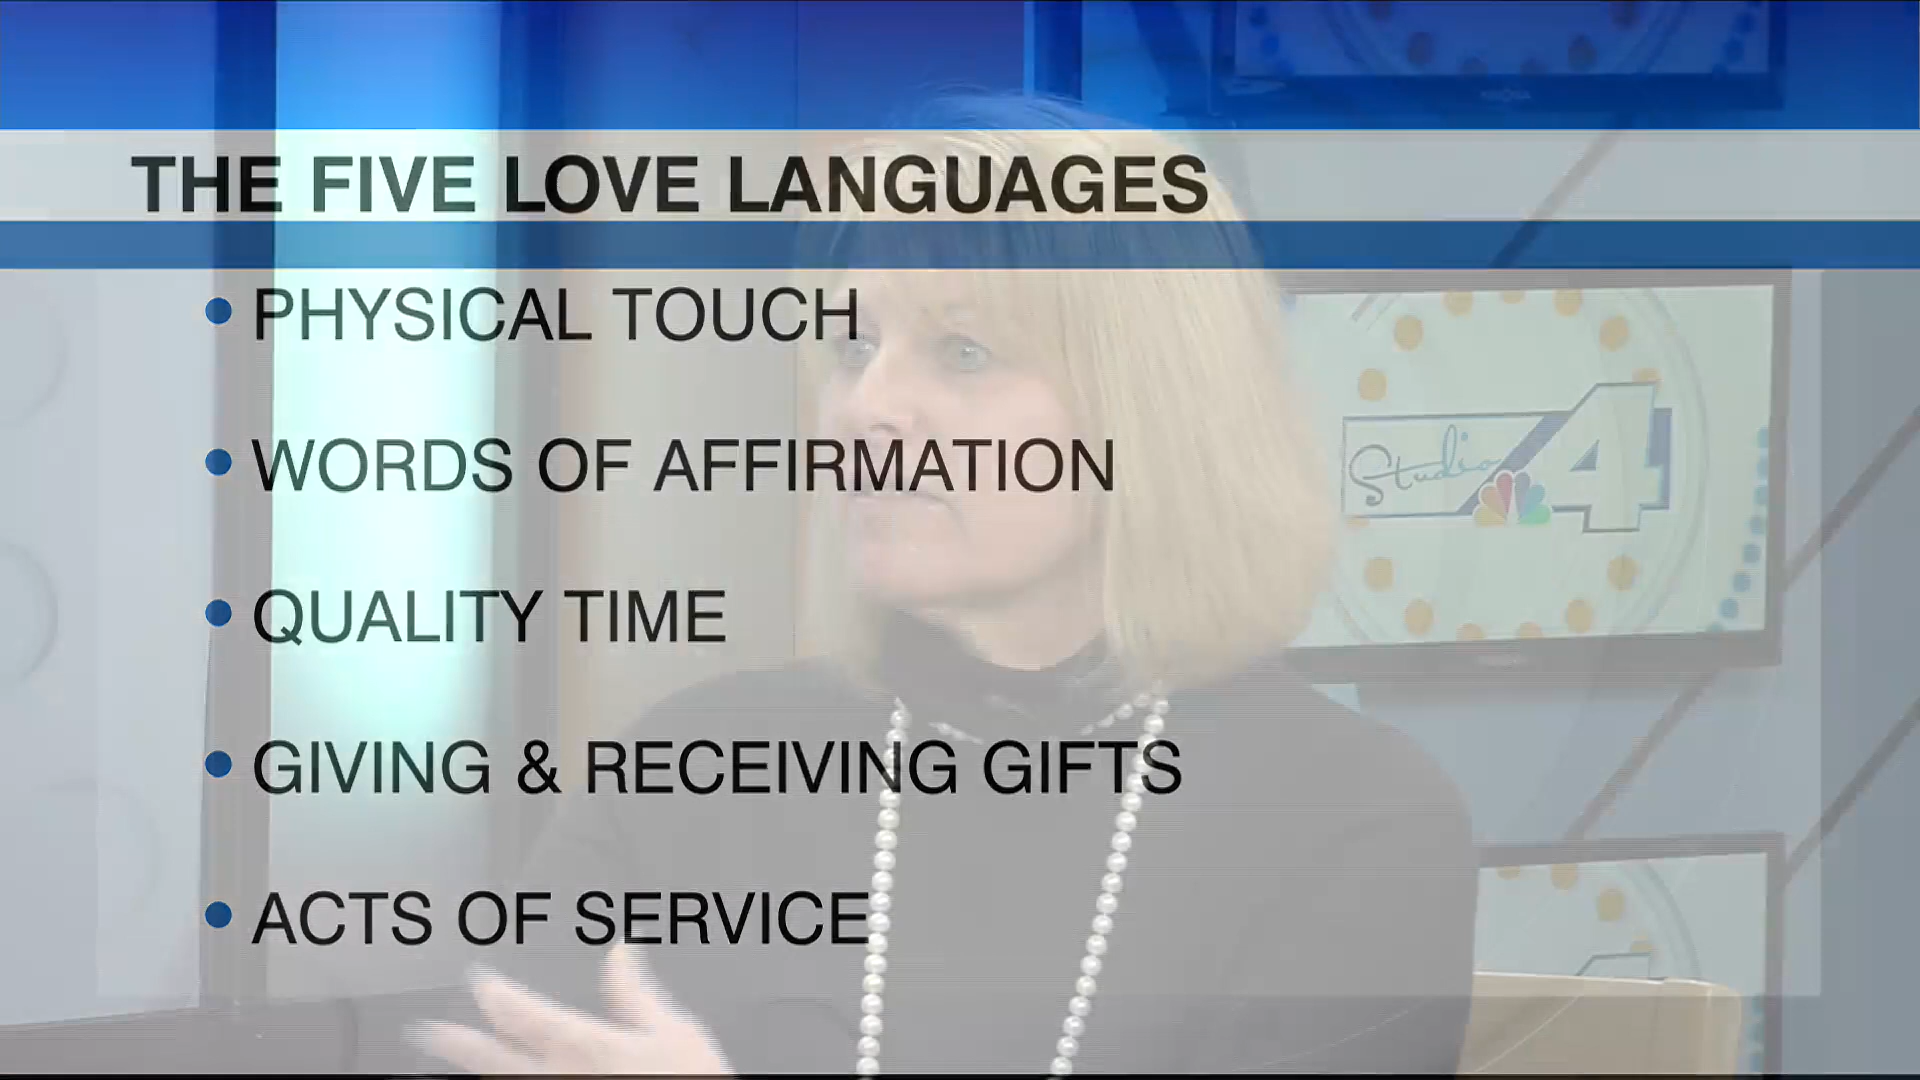 THE FIVE LOVE LANGUAGES
• PHYSICAL TOUCH
• WORDS OF AFFIRMATION
• QUALITY TIME
• GIVING & RECEIVING GIFTS
• ACTS OF SERVICE
Studio 4